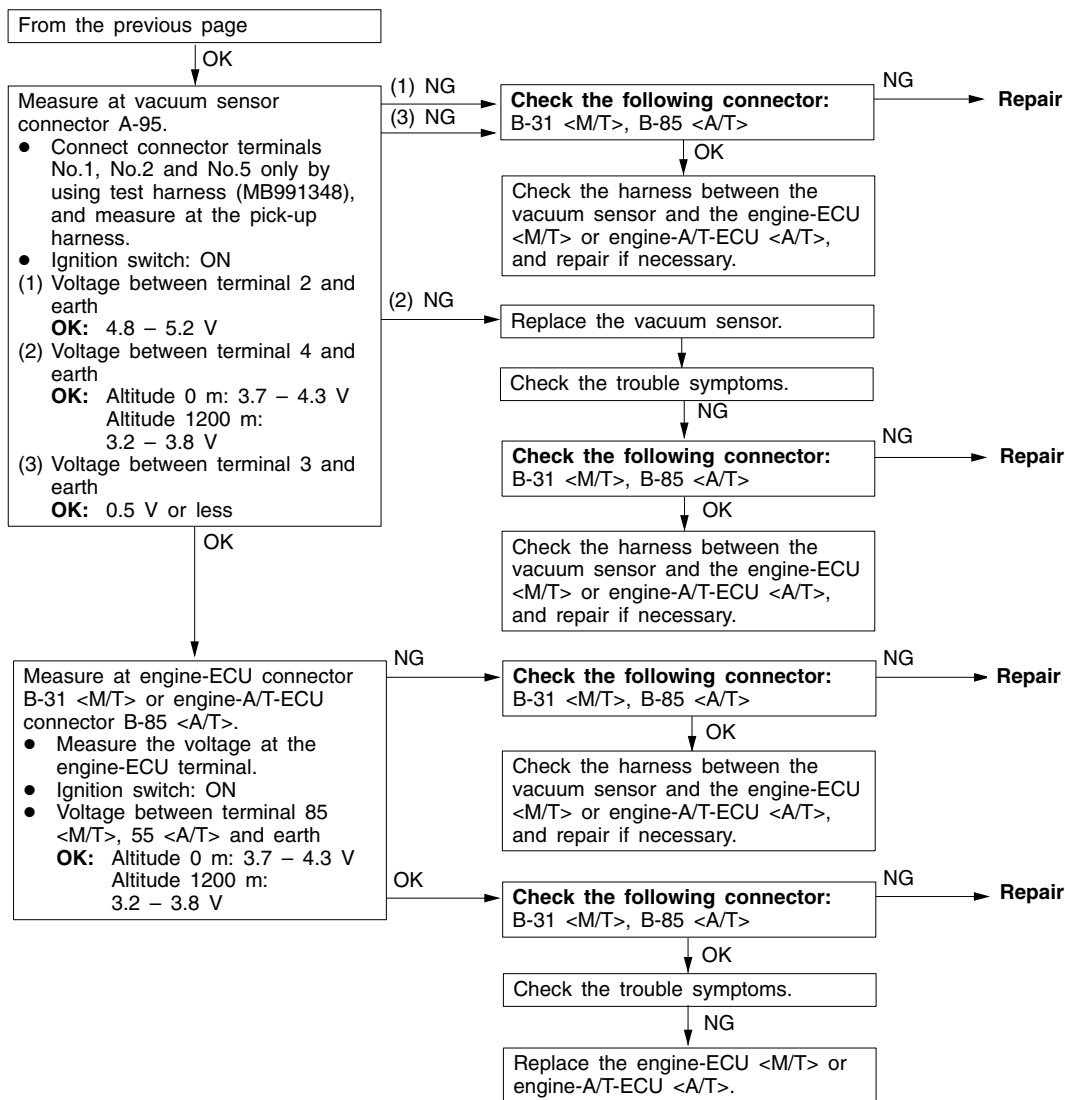 From the previous page
OK
Measure at vacuum sensor
connector A-95.
● Connect connector terminals
No.1, No.2 and No.5 only by
using test harness (MB991348),
and measure at the pick-up
harness.
● Ignition switch: ON
(1) Voltage between terminal 2 and
earth
OK: 4.8 – 5.2 V
(2) Voltage between terminal 4 and
earth
OK: Altitude 0 m: 3.7 – 4.3 V
Altitude 1200 m:
3.2 – 3.8 V
(3) Voltage between terminal 3 and
earth
OK: 0.5 V or less
(1) NG
(3) NG
Check the following connector:
B-31 <M/T>, B-85 <A/T>
NG
Repair
OK
Check the harness between the
vacuum sensor and the engine-ECU
<M/T> or engine-A/T-ECU <A/T>,
and repair if necessary.
(2) NG
Replace the vacuum sensor.
Check the trouble symptoms.
NG
Check the following connector:
B-31 <M/T>, B-85 <A/T>
NG
Repair
OK
Check the harness between the
vacuum sensor and the engine-ECU
<M/T> or engine-A/T-ECU <A/T>,
and repair if necessary.
OK
Measure at engine-ECU connector
B-31 <M/T> or engine-A/T-ECU
connector B-85 <A/T>.
● Measure the voltage at the
engine-ECU terminal.
● Ignition switch: ON
● Voltage between terminal 85
<M/T>, 55 <A/T> and earth
OK: Altitude 0 m: 3.7 – 4.3 V
Altitude 1200 m:
3.2 – 3.8 V
NG
Check the following connector:
B-31 <M/T>, B-85 <A/T>
NG
Repair
OK
Check the harness between the
vacuum sensor and the engine-ECU
<M/T> or engine-A/T-ECU <A/T>,
and repair if necessary.
OK
Check the following connector:
B-31 <M/T>, B-85 <A/T>
NG
Repair
OK
Check the trouble symptoms.
NG
Replace the engine-ECU <M/T> or
engine-A/T-ECU <A/T>.